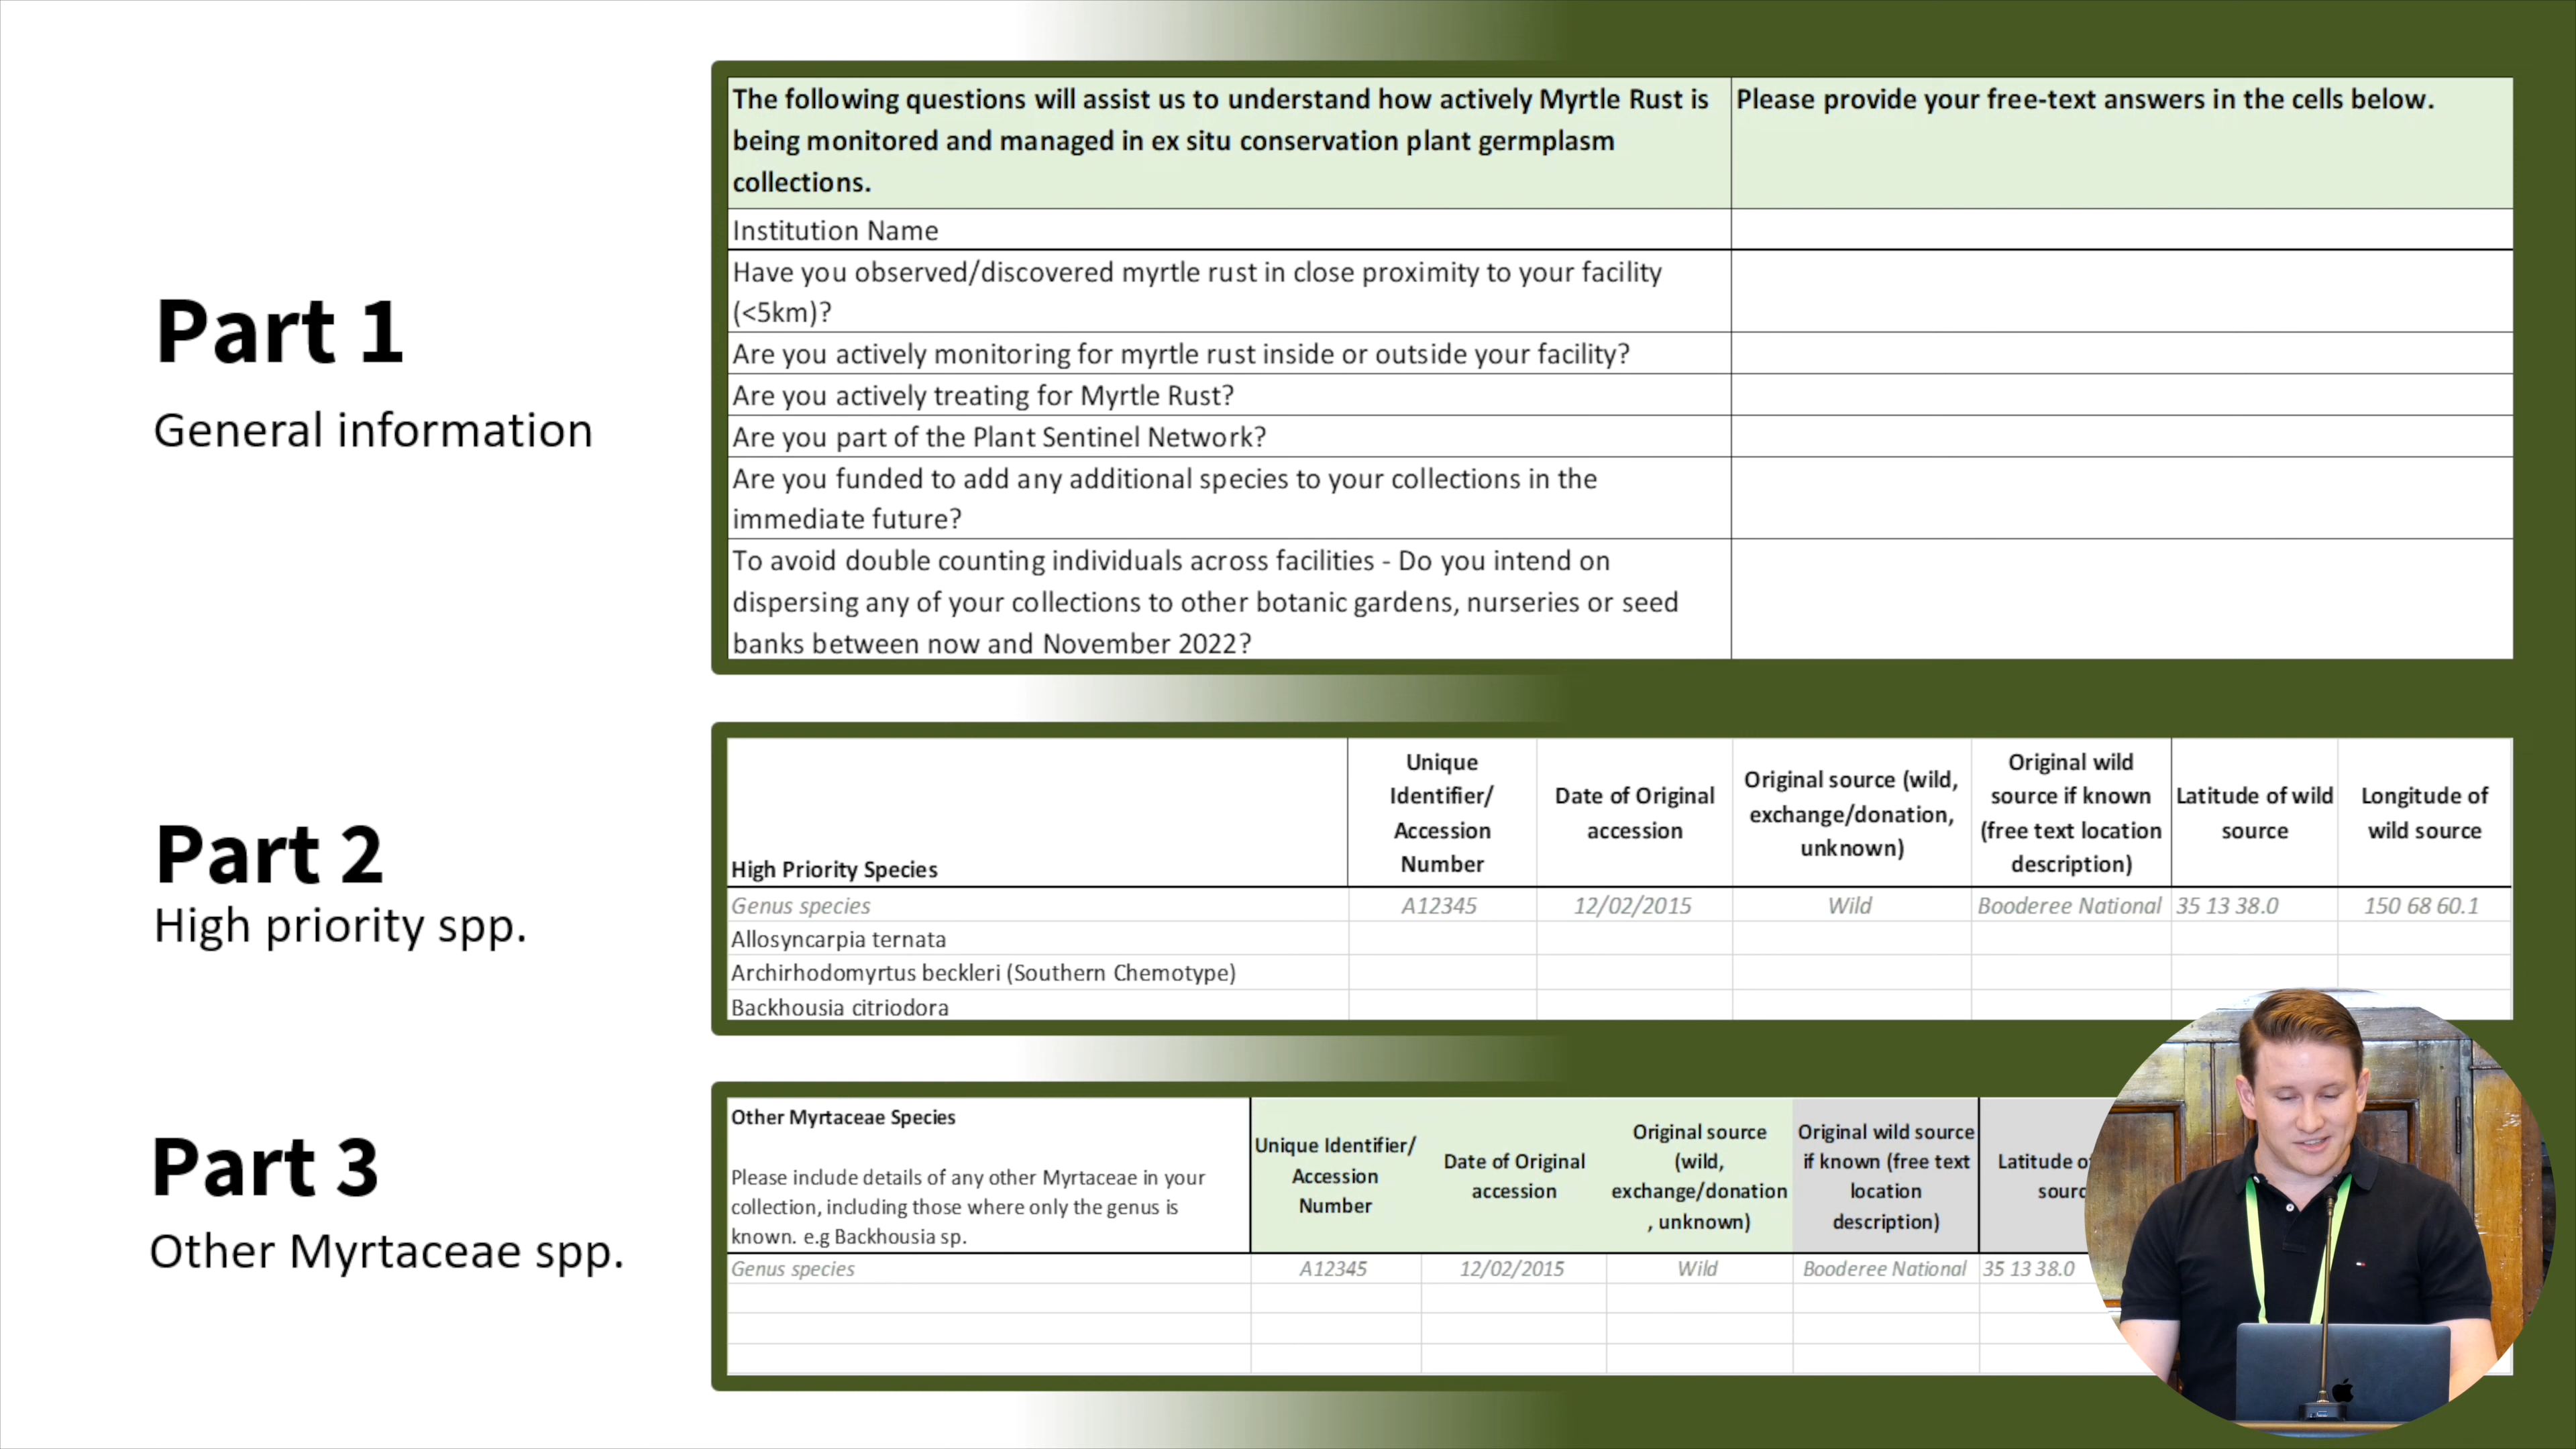 Part 1
General information
The following questions will assist us to understand how actively Myrtle Rust is
being monitored and managed in ex situ conservation plant germplasm
collections.
Please provide your free-text answers in the cells below.
Institution Name
Have you observed/discovered myrtle rust in close proximity to your facility
(<5km)?
Are you actively monitoring for myrtle rust inside or outside your facility?
Are you actively treating for Myrtle Rust?
Are you part of the Plant Sentinel Network?
Are you funded to add any additional species to your collections in the
immediate future?
To avoid double counting individuals across facilities - Do you intend on
dispersing any of your collections to other botanic gardens, nurseries or seed
banks between now and November 2022?
Part 2
High priority spp.
High Priority Species
Unique
Identifier/
Accession
Number
Date of Original
accession
Original source (wild,
exchange/donation,
unknown)
Original wild
source if known
(free text location
description)
Latitude of wild
source
Longitude of
wild source
Genus species A12345 12/02/2015 Wild Booderee National 35 13 38.0 150 68 60.1
Allosyncarpia ternata
Archirhodomyrtus beckleri (Southern Chemotype)
Backhousia citriodora
Part 3
Other Myrtaceae spp.
Other Myrtaceae Species
Please include details of any other Myrtaceae in your
collection, including those where only the genus is
known. e.g Backhousia sp.
Unique Identifier/
Accession
Number
Date of Original
accession
Original source
(wild,
exchange/donation
, unknown)
Original wild source
if known (free text
location
description)
Latitude
Genus species A12345 12/02/2015 Wild Booderee National 35 13 38.0